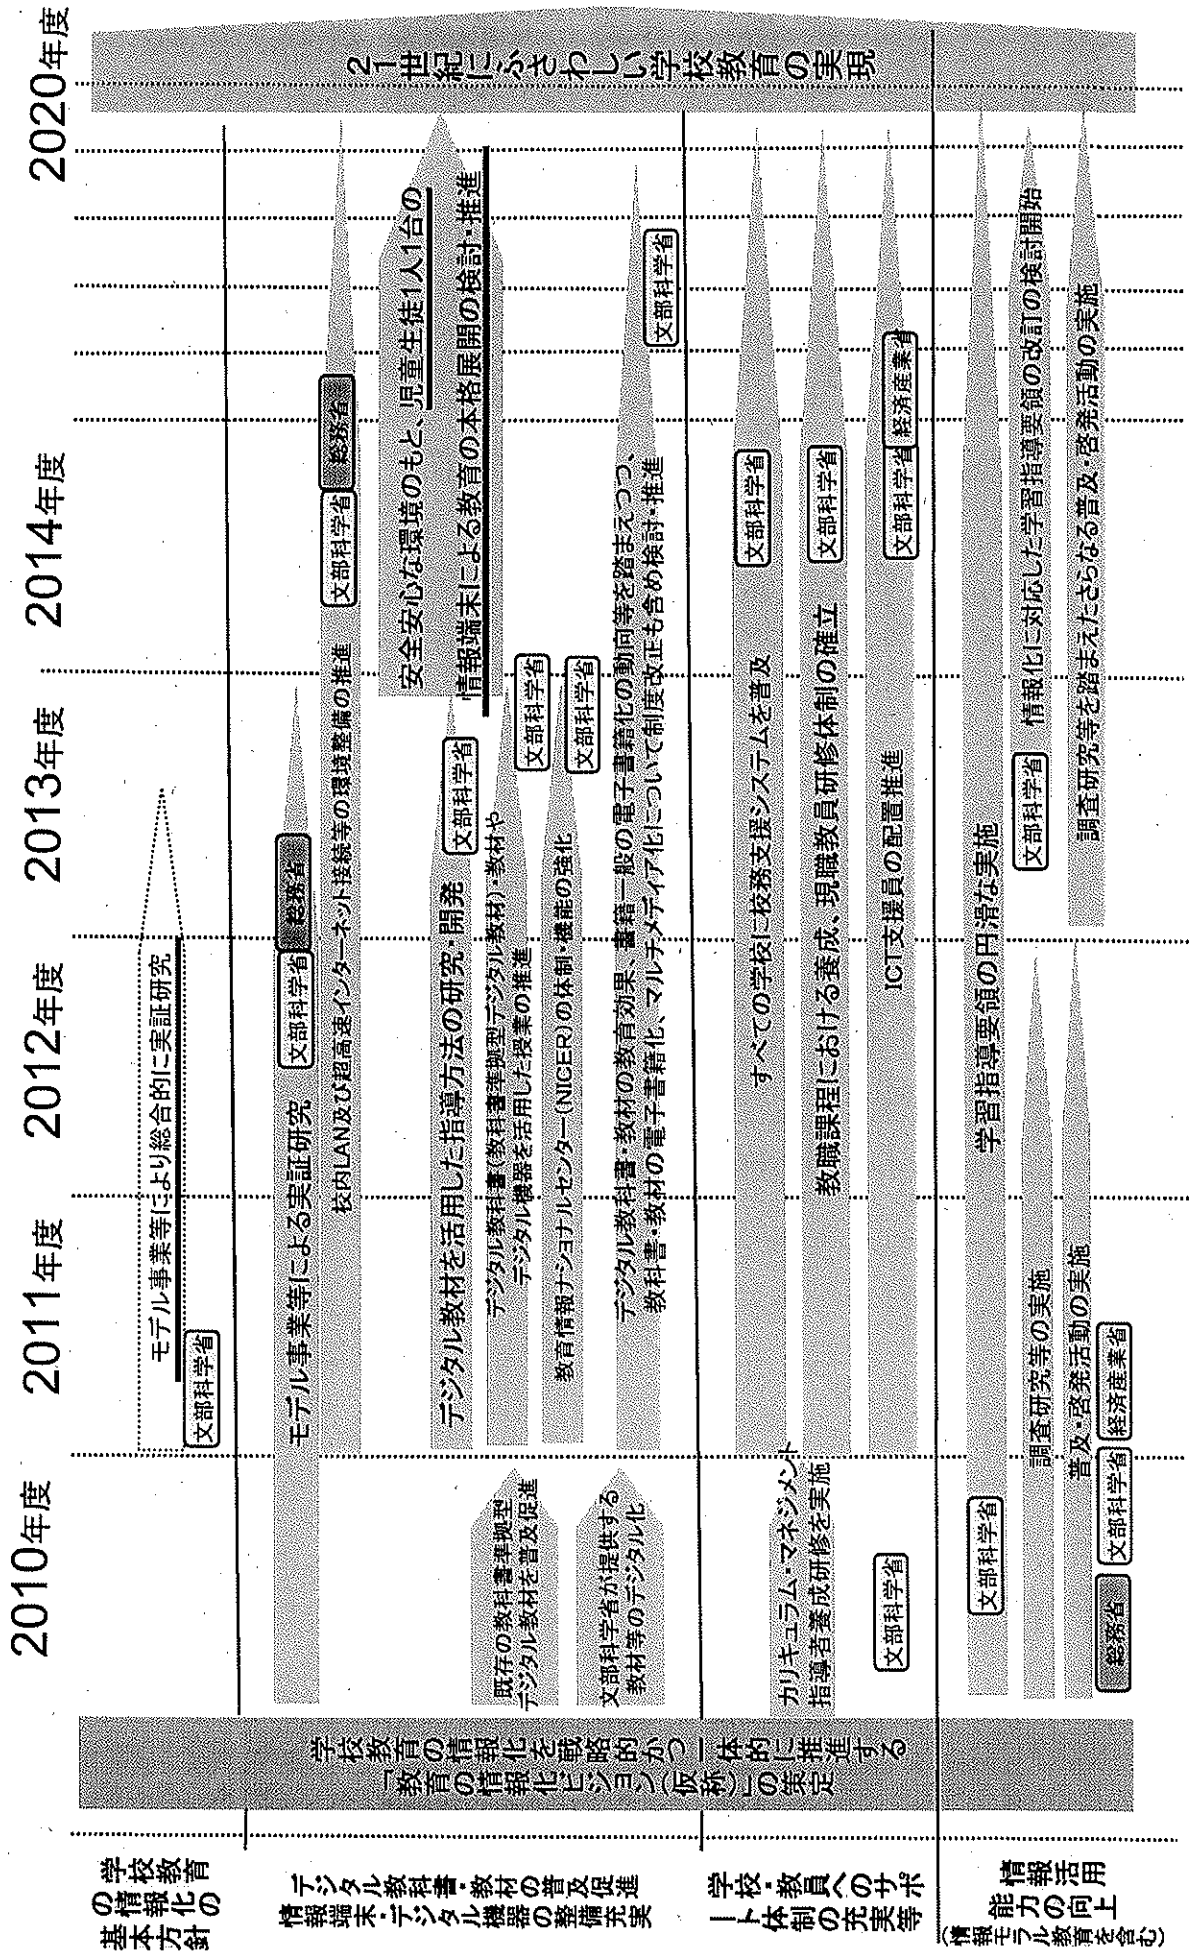 2010年度
2011年度
2012年度
2013年度
2014年度
2020年度
学校教育
の情報化の
基本方針
デジタル教科書・教材の普及促進
情報端末・デジタル機器の整備充実
学校・教員へのサポ
ート体制の充実等
情報活用
能力の向上
(情報モラル教育を含む)
学校教育の情報化を戦略的かつ一体的に推進する
「教育の情報化ビジョン(仮称)」の策定
モデル事業等により総合的に実証研究
文部科学省
モデル事業等による実証研究
文部科学省
総務省
校内LAN及び超高速インターネット接続等の環境整備の推進
文部科学省
総務省
安全安心な環境のもと、児童生徒1人1台の
情報端末による教育の本格展開の検討・推進
デジタル教材を活用した指導方法の研究・開発
文部科学省
既存の教科書準拠型
デジタル教材を普及促進
デジタル教科書(教科書準拠型デジタル教材)・教材や
デジタル機器を活用した授業の推進
文部科学省
教育情報ナショナルセンター(NICER)の体制・機能の強化
文部科学省
文部科学省が提供する
教材等のデジタル化
デジタル教科書・教材の教育効果、書籍一般の電子書籍化の動向等を踏まえつつ、
教科書・教材の電子書籍化、マルチメディア化について制度改正も含め検討・推進
文部科学省
すべての学校に校務支援システムを普及
文部科学省
カリキュラム・マネジメント
指導者養成研修を実施
教職課程における養成、現職教員研修体制の確立
文部科学省
文部科学省
ICT支援員の配置推進
文部科学省
経済産業省
文部科学省
学習指導要領の円滑な実施
調査研究等の実施
文部科学省
情報化に対応した学習指導要領の改訂の検討開始
普及・啓発活動の実施
調査研究等を踏まえたさらなる普及・啓発活動の実施
総務省
文部科学省
経済産業省
21世紀にふさわしい学校教育の実現